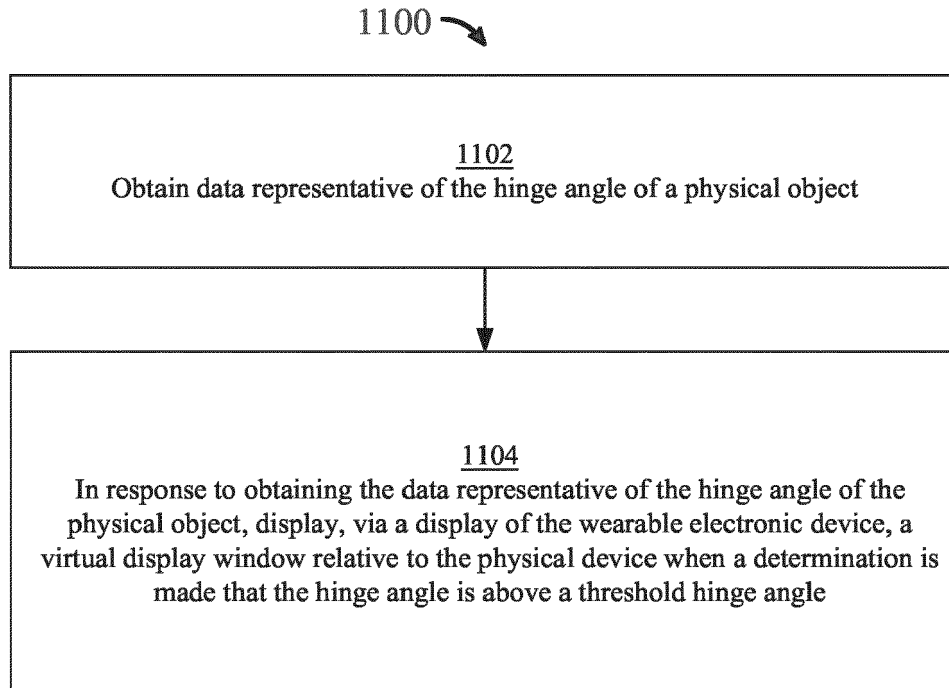 1100
1102
Obtain data representative of the hinge angle of a physical object
1104
In response to obtaining the data representative of the hinge angle of the
physical object, display, via a display of the wearable electronic device, a
virtual display window relative to the physical device when a determination is
made that the hinge angle is above a threshold hinge angle